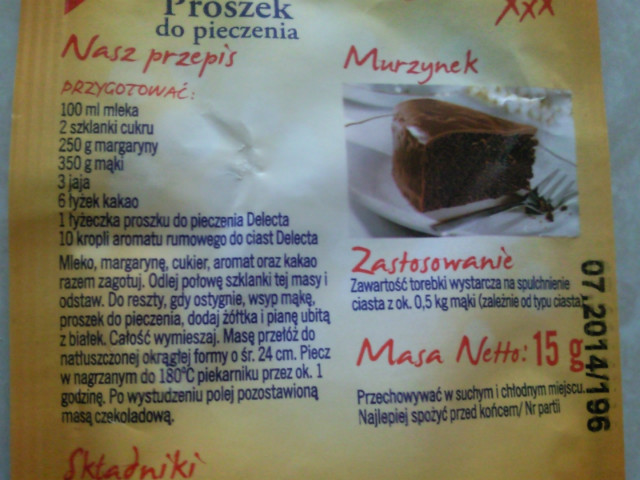 Proszek
do pieczenia
Nasz przepis
PRZYGOTOWAĆ:
100 ml mleka
2 szklanki cukru
250 g margaryny
350 g mąki
3 jaja
6 łyżek kakao
1 łyżeczka proszku do pieczenia Delecta
10 kropli aromatu rumowego do ciast Delecta
Mleko, margarynę, cukier, aromat oraz kakao
razem zagotuj. Odlej połowę szklanki tej masy i
odstaw. Do reszty, gdy ostygnie, wsyp mąkę,
proszek do pieczenia, dodaj żółtka i pianę ubitą
z białek. Całość wymieszaj. Masę przełóż do
natłuszczonej okrągłej formy o śr. 24 cm. Piecz
w nagrzanym do 180°C piekarniku przez ok. 1
godzinę. Po wystudzeniu polej pozostawioną
masą czekoladową.
Składniki
Murzynek
Zastosowanie
Zawartość torebki wystarcza na spulchnienie
ciasta z ok. 0,5 kg mąki (zależnie od typu ciasta)
Masa Netto: 15 g
Przechowywać w suchym i chłodnym miejscu.
Najlepiej spożyć przed końcem/ Nr partii
07.2014/196